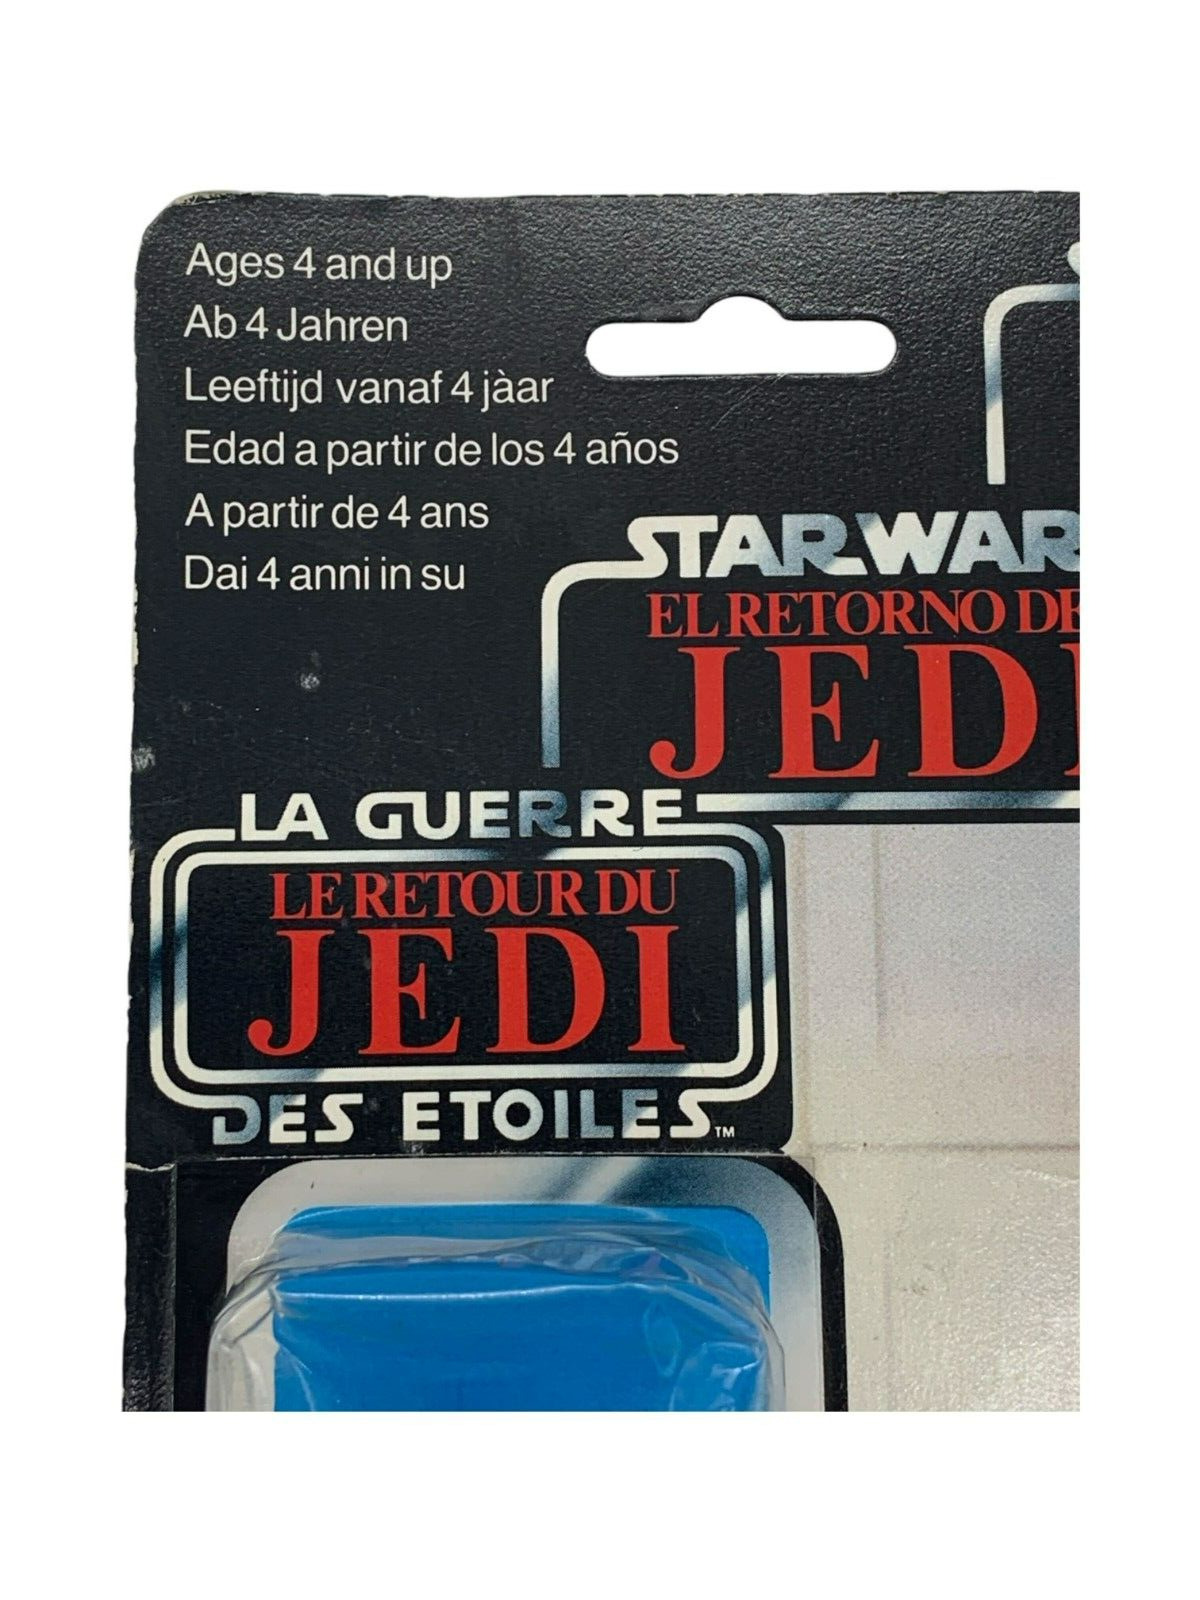 Ages 4 and up
Ab 4 Jahren
Leeftijd vanaf 4 jàar
Edad a partir de los 4 años
A partir de 4 ans
Dai 4 anni in su
STAR WAR
EL RETORNO DE
JEDI
LA GUERRE
LE RETOUR DU
JEDI
DES ETOILES™